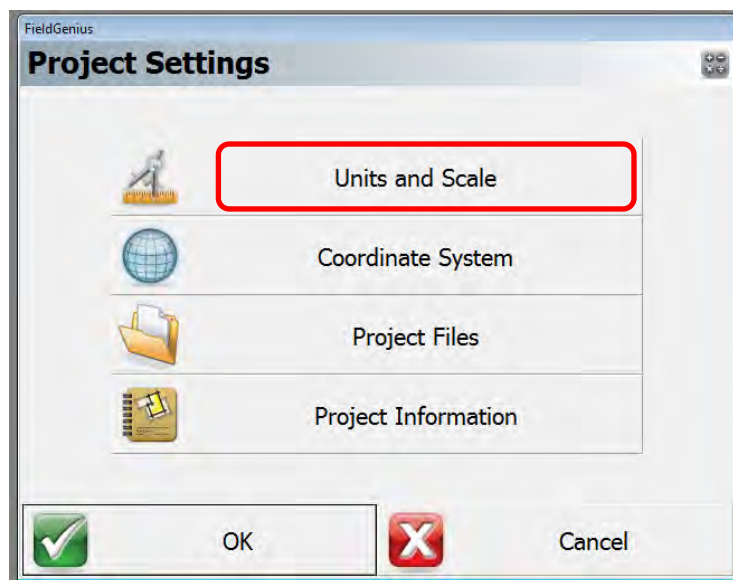 FieldGenius
Project Settings
Units and Scale
Coordinate System
Project Files
Project Information
OK
Cancel